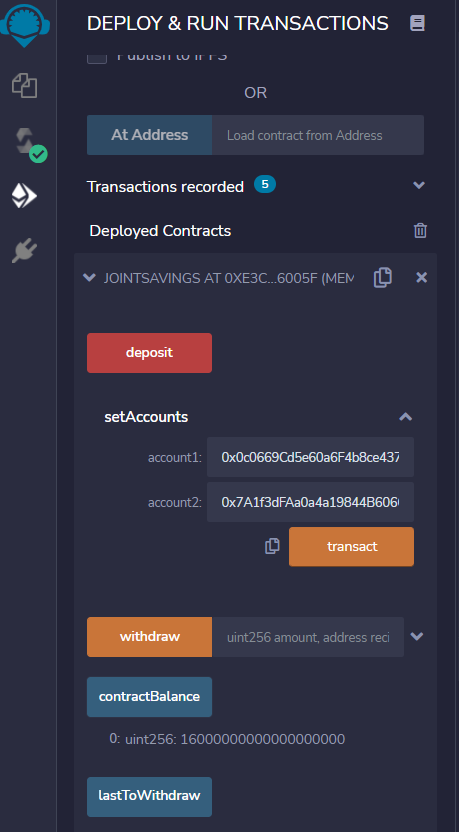 DEPLOY & RUN TRANSACTIONS
Publish to IPFS
OR
At Address
Load contract from Address
Transactions recorded 5
Deployed Contracts
JOINTSAVINGS AT 0XE3C...6005F (MEM
deposit
setAccounts
account1: 0x0c0669Cd5e60a6F4b8ce437
account2: 0x7A1f3dFAa0a4a19844B606
transact
withdraw
uint256 amount, address reci
contractBalance
0: uint256: 16000000000000000000
lastToWithdraw